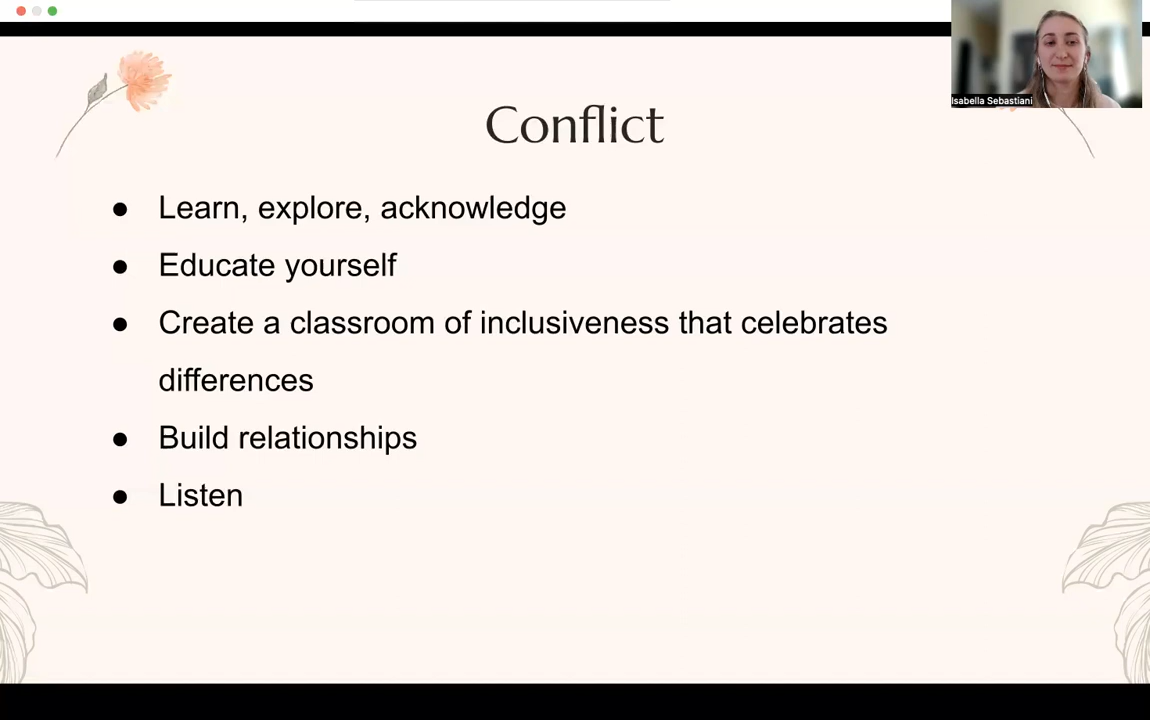 Isabella Sebastiani
Conflict
● Learn, explore, acknowledge
● Educate yourself
● Create a classroom of inclusiveness that celebrates
differences
● Build relationships
● Listen